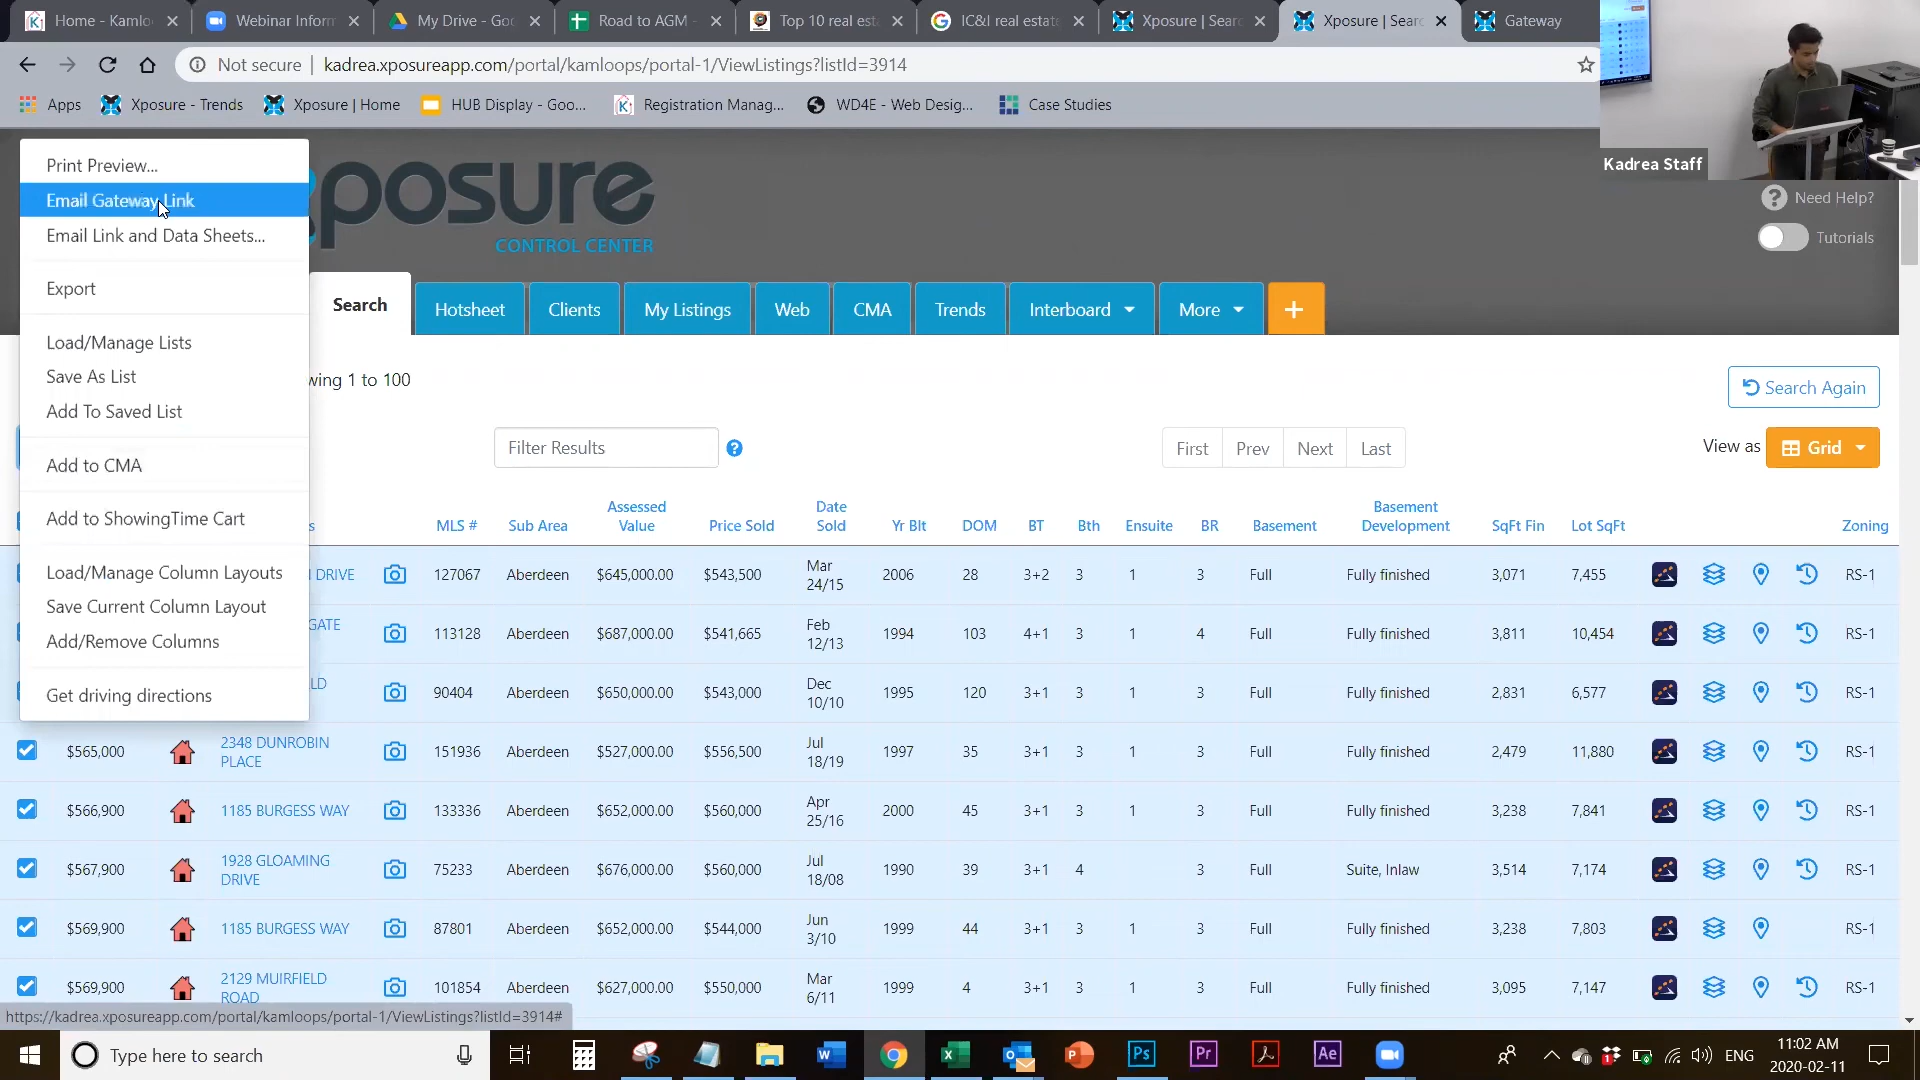 Home - Kamlo
Webinar Inform
My Drive - Goo
Road to AGM -
Top 10 real est
IC&I real estate
Xposure | Sear
Xposure | Searc
Gateway
Not secure | kadrea.xposureapp.com/portal/kamloops/portal-1/ViewListings?listId=3914
Apps
Xposure - Trends
Xposure | Home
HUB Display - Goo...
Registration Manag...
WD4E - Web Desig...
Case Studies
Kadrea Staff
Print Preview...
Email Gateway Link
Email Link and Data Sheets...
Export
Load/Manage Lists
Save As List
Add To Saved List
Add to CMA
Add to ShowingTime Cart
Load/Manage Column Layouts
Save Current Column Layout
Add/Remove Columns
Get driving directions
xposure
CONTROL CENTER
Need Help?
Tutorials
Search
Hotsheet
Clients
My Listings
Web
CMA
Trends
Interboard
More
+
wing 1 to 100
Search Again
Filter Results
First Prev Next Last
View as Grid
s MLS # Sub Area Assessed Value Price Sold Date Sold Yr Blt DOM BT Bth Ensuite BR Basement Basement Development SqFt Fin Lot SqFt Zoning
DRIVE 127067 Aberdeen $645,000.00 $543,500 Mar 24/15 2006 28 3+2 3 1 3 Full Fully finished 3,071 7,455 RS-1
GATE 113128 Aberdeen $687,000.00 $541,665 Feb 12/13 1994 103 4+1 3 1 4 Full Fully finished 3,811 10,454 RS-1
LD 90404 Aberdeen $650,000.00 $543,000 Dec 10/10 1995 120 3+1 3 1 3 Full Fully finished 2,831 6,577 RS-1
$565,000 2348 DUNROBIN PLACE 151936 Aberdeen $527,000.00 $556,500 Jul 18/19 1997 35 3+1 3 1 3 Full Fully finished 2,479 11,880 RS-1
$566,900 1185 BURGESS WAY 133336 Aberdeen $652,000.00 $560,000 Apr 25/16 2000 45 3+1 3 1 3 Full Fully finished 3,238 7,841 RS-1
$567,900 1928 GLOAMING DRIVE 75233 Aberdeen $676,000.00 $560,000 Jul 18/08 1990 39 3+1 4 3 Full Suite, Inlaw 3,514 7,174 RS-1
$569,900 1185 BURGESS WAY 87801 Aberdeen $652,000.00 $544,000 Jun 3/10 1999 44 3+1 3 1 3 Full Fully finished 3,238 7,803 RS-1
$569,900 2129 MUIRFIELD ROAD 101854 Aberdeen $627,000.00 $550,000 Mar 6/11 1999 4 3+1 3 1 3 Full Fully finished 3,095 7,147 RS-1
https://kadrea.xposureapp.com/portal/kamloops/portal-1/ViewListings?listId=3914#
Type here to search
ENG
11:02 AM
2020-02-11